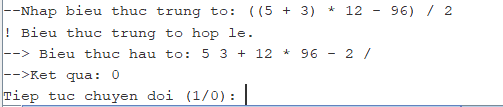 --Nhap bieu thuc trung to: ((5 + 3) * 12 - 96) / 2
! Bieu thuc trung to hop le.
--> Bieu thuc hau to: 5 3 + 12 * 96 - 2 /
-->Ket qua: 0
Tiep tuc chuyen doi (1/0):